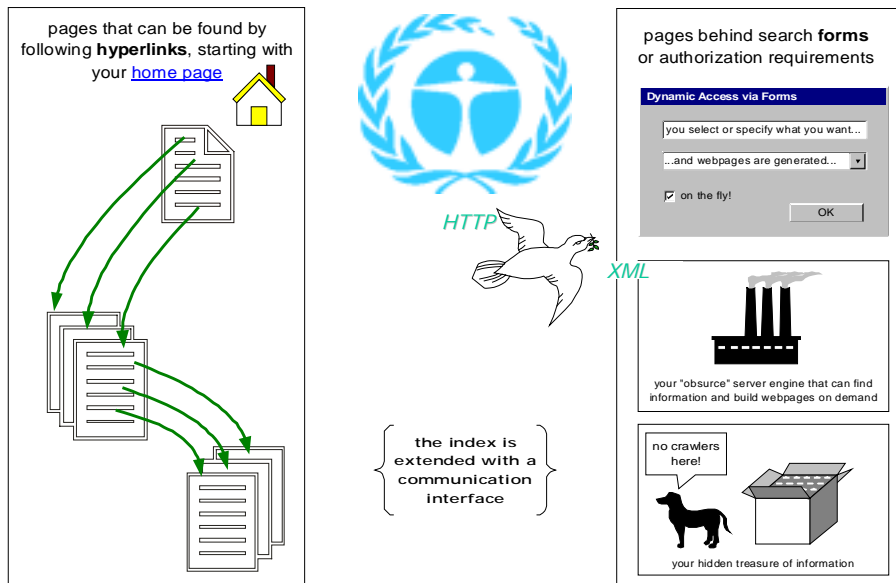 pages that can be found by
following hyperlinks, starting with
your home page
HTTP
XML
the index is
extended with a
communication
interface
pages behind search forms
or authorization requirements
Dynamic Access via Forms
you select or specify what you want...
...and webpages are generated...
on the fly!
OK
your "obsurce" server engine that can find
information and build webpages on demand
no crawlers
here!
your hidden treasure of information